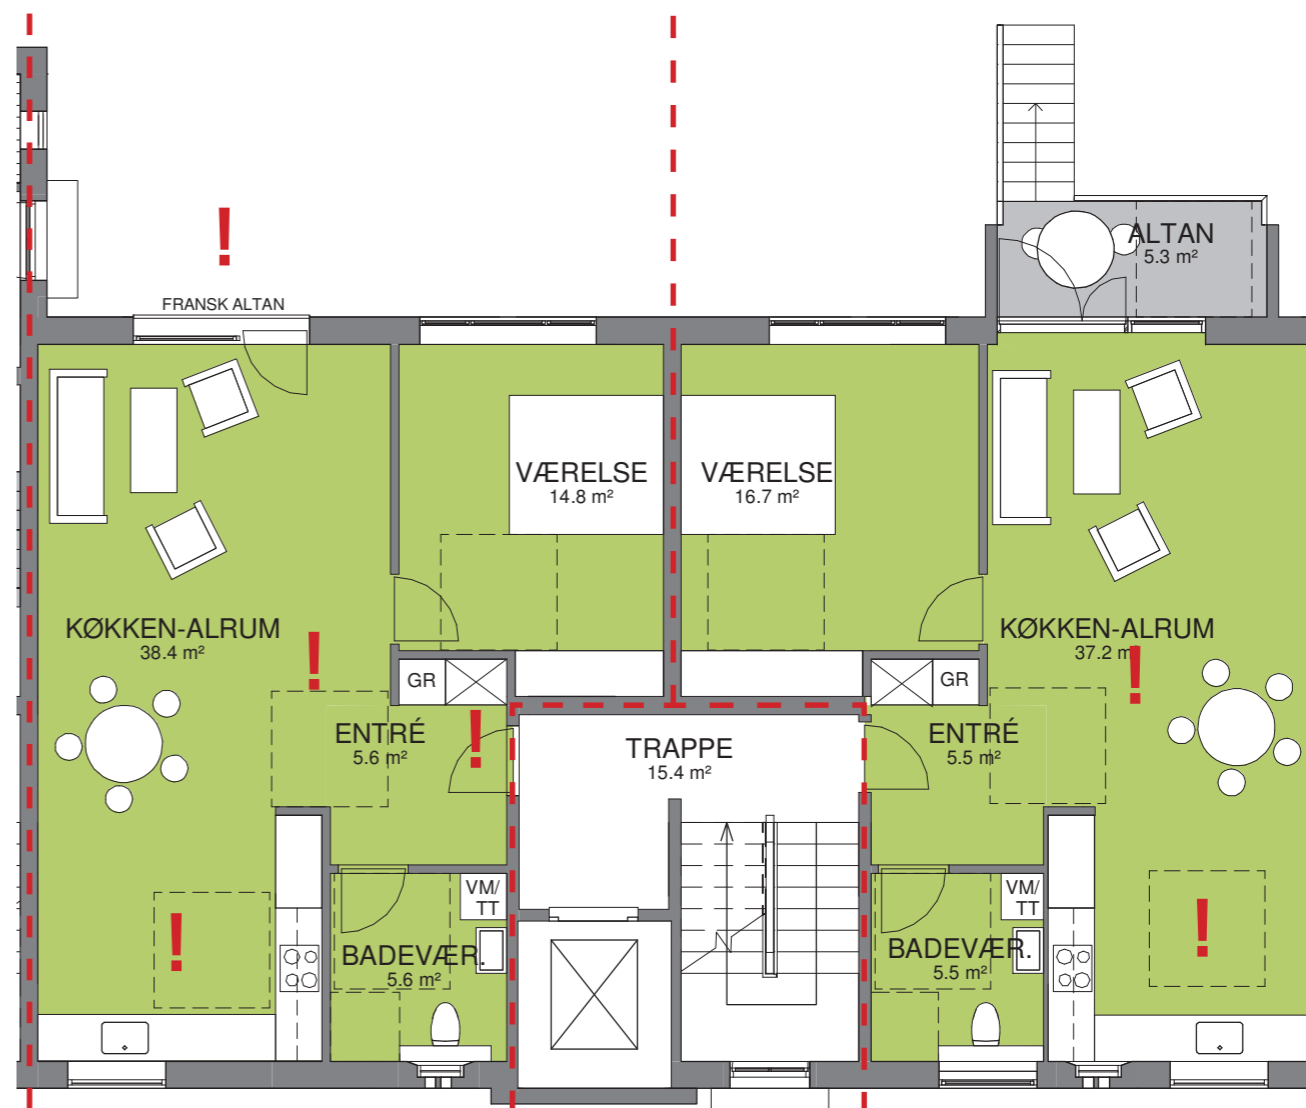 !
ALTAN
5.3 m²
FRANSK ALTAN
VÆRELSE
14.8 m²
VÆRELSE
16.7 m²
KØKKEN-ALRUM
38.4 m²
!
KØKKEN-ALRUM
37.2 m
!
GR
GR
ENTRÉ
5.6 m²
!
TRAPPE
15.4 m²
ENTRÉ
5.5 m²
VM/
TT
VM/
TT
!
BADEVÆR.
5.6 m²
BADEVÆR.
5.5 m²
!